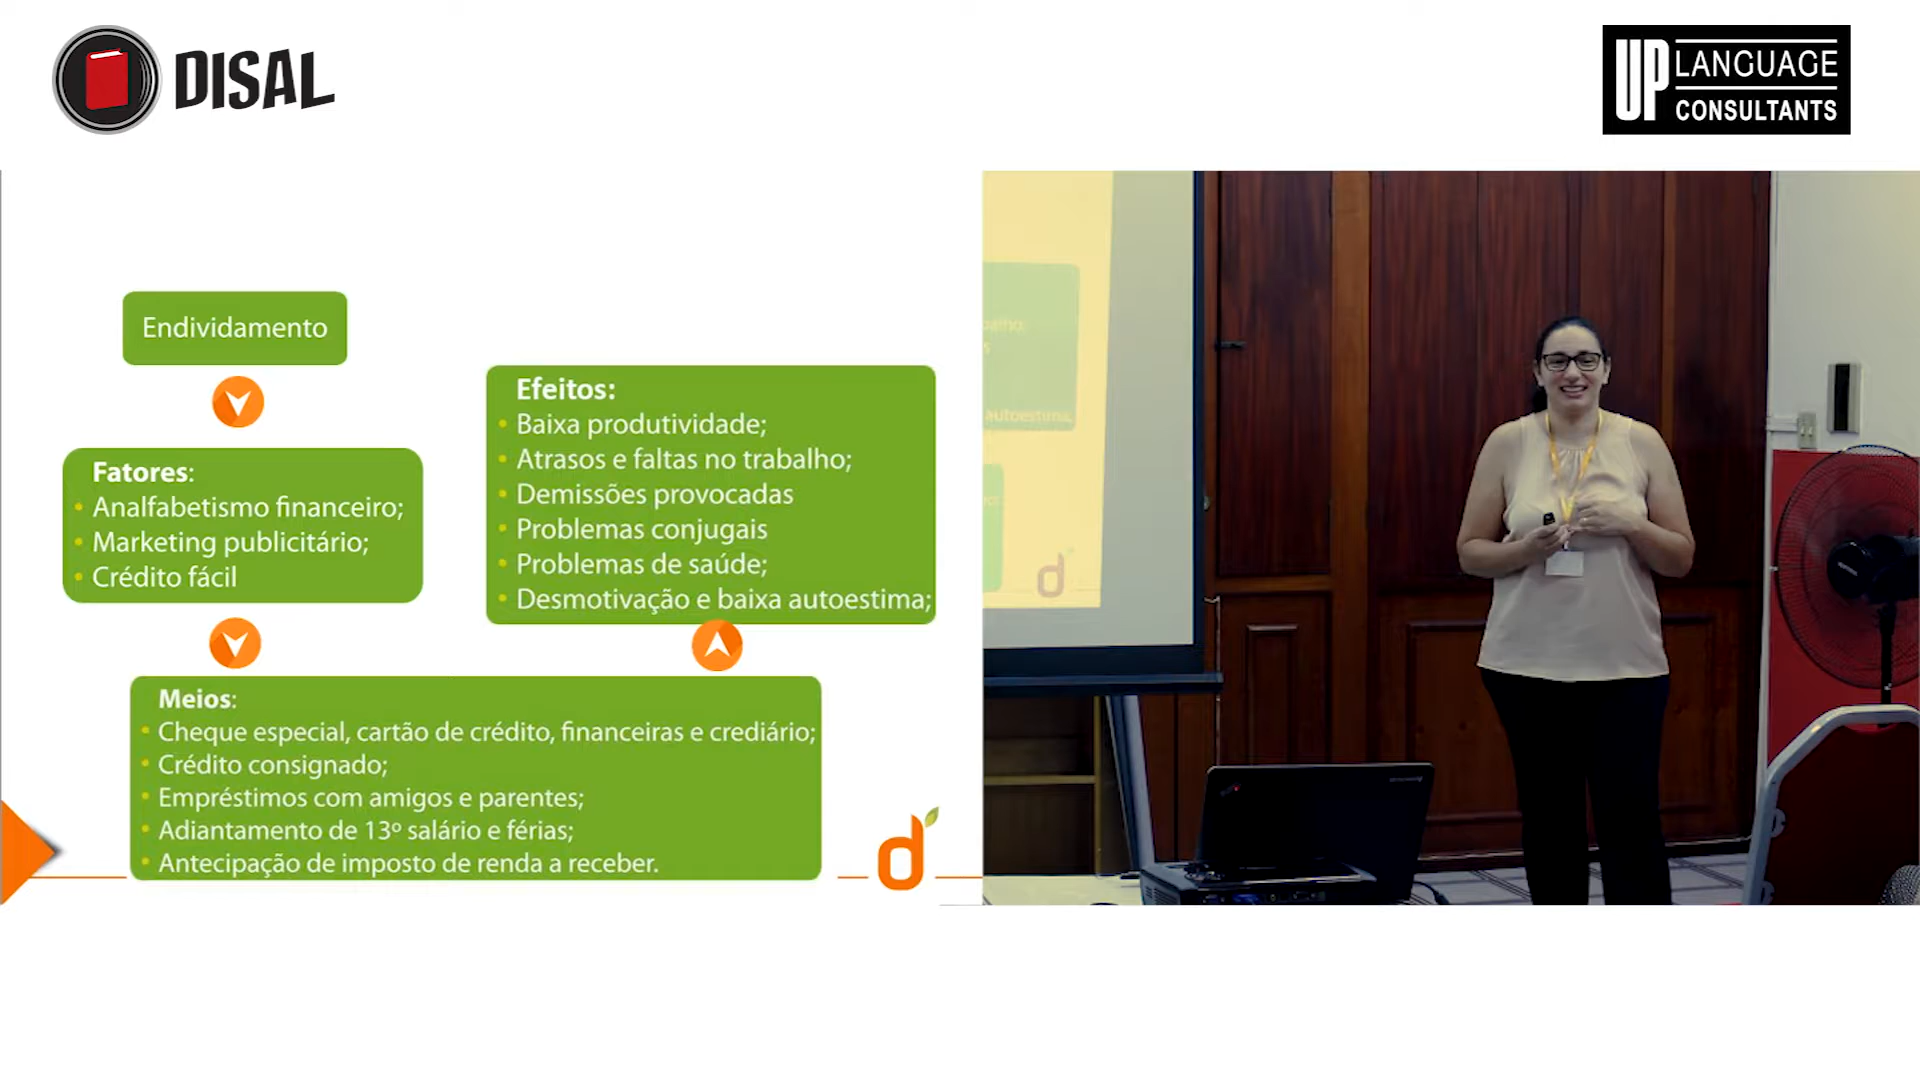 DISAL
UP LANGUAGE
CONSULTANTS
Endividamento
Fatores:
• Analfabetismo financeiro;
• Marketing publicitário;
• Crédito fácil
Meios:
• Cheque especial, cartão de crédito, financeiras e crediário;
• Crédito consignado;
• Empréstimos com amigos e parentes;
• Adiantamento de 13º salário e férias;
• Antecipação de imposto de renda a receber.
Efeitos:
• Baixa produtividade;
• Atrasos e faltas no trabalho;
• Demissões provocadas
• Problemas conjugais
• Problemas de saúde;
• Desmotivação e baixa autoestima;
d
autoestima;
d